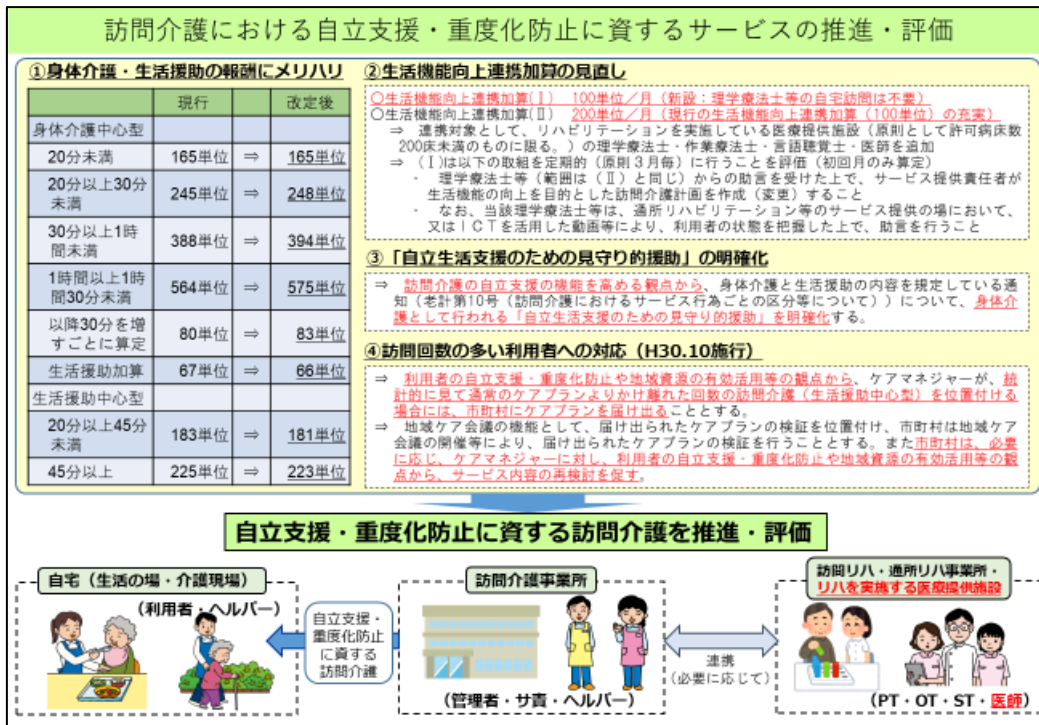 訪問介護における自立支援・重度化防止に資するサービスの推進・評価
①身体介護・生活援助の報酬にメリハリ
現行 改定後
身体介護中心型
20分未満 165単位 ⇒ 165単位
20分以上30分
未満 245単位 ⇒ 248単位
30分以上1時
間未満 388単位 ⇒ 394単位
1時間以上1時
間30分未満 564単位 ⇒ 575単位
以降30分を増
すごとに算定 80単位 ⇒ 83単位
生活援助加算 67単位 ⇒ 66単位
生活援助中心型
20分以上45分
未満 183単位 ⇒ 181単位
45分以上 225単位 ⇒ 223単位
②生活機能向上連携加算の見直し
〇生活機能向上連携加算(Ⅰ) 100単位／月（新設：理学療法士等の自宅訪問は不要）
〇生活機能向上連携加算(Ⅱ) 200単位／月（現行の生活機能向上連携加算（100単位）の充実）
⇒ 連携対象として、リハビリテーションを実施している医療提供施設（原則として許可病床数
200床未満のものに限る。）の理学療法士・作業療法士・言語聴覚士・医師を追加
⇒ （Ⅰ）は以下の取組を定期的（原則３月毎）に行うことを評価（初回月のみ算定）
・ 理学療法士等（範囲は（Ⅱ）と同じ）からの助言を受けた上で、サービス提供責任者が
生活機能の向上を目的とした訪問介護計画を作成（変更）すること
・ なお、当該理学療法士等は、通所リハビリテーション等のサービス提供の場において、
又はＩＣＴを活用した動画等により、利用者の状態を把握した上で、助言を行うこと
③「自立生活支援のための見守り的援助」の明確化
⇒ 訪問介護の自立支援の機能を高める観点から、身体介護と生活援助の内容を規定している通
知（老計第10号（訪問介護におけるサービス行為ごとの区分等について））について、身体介
護として行われる「自立生活支援のための見守り的援助」を明確化する。
④訪問回数の多い利用者への対応（H30.10施行）
⇒ 利用者の自立支援・重度化防止や地域資源の有効活用等の観点から、ケアマネジャーが、統
計的に見て通常のケアプランよりかけ離れた回数の訪問介護（生活援助中心型）を位置付ける
場合には、市町村にケアプランを届け出ることとする。
⇒ 地域ケア会議の機能として、届け出られたケアプランの検証を位置付け、市町村は地域ケア
会議の開催等により、届け出られたケアプランの検証を行うこととする。また市町村は、必要
に応じ、ケアマネジャーに対し、利用者の自立支援・重度化防止や地域資源の有効活用等の観
点から、サービス内容の再検討を促す。
自立支援・重度化防止に資する訪問介護を推進・評価
自宅（生活の場・介護現場）
（利用者・ヘルパー）
自立支援・
重度化防止
に資する
訪問介護
訪問介護事業所
（管理者・サ責・ヘルパー）
連携
（必要に応じて）
訪問リハ・通所リハ事業所・
リハを実施する医療提供施設
（PT・OT・ST・医師）